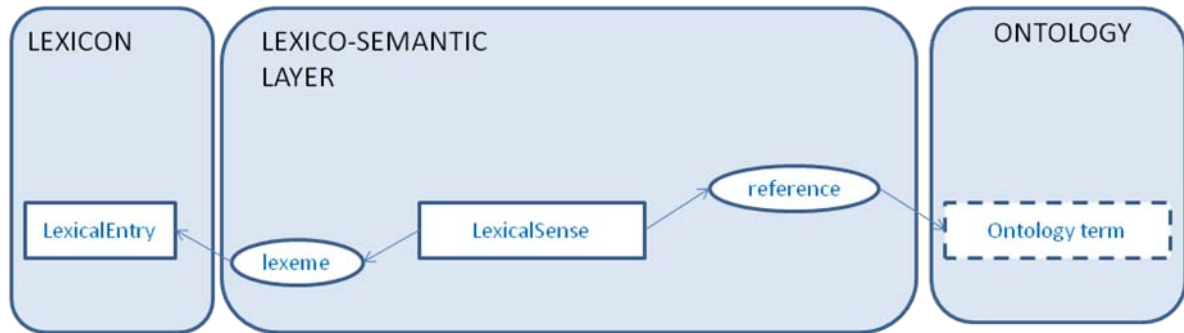 LEXICON
LEXICO-SEMANTIC
LAYER
ONTOLOGY
reference
LexicalEntry
LexicalSense
Ontology term
lexeme